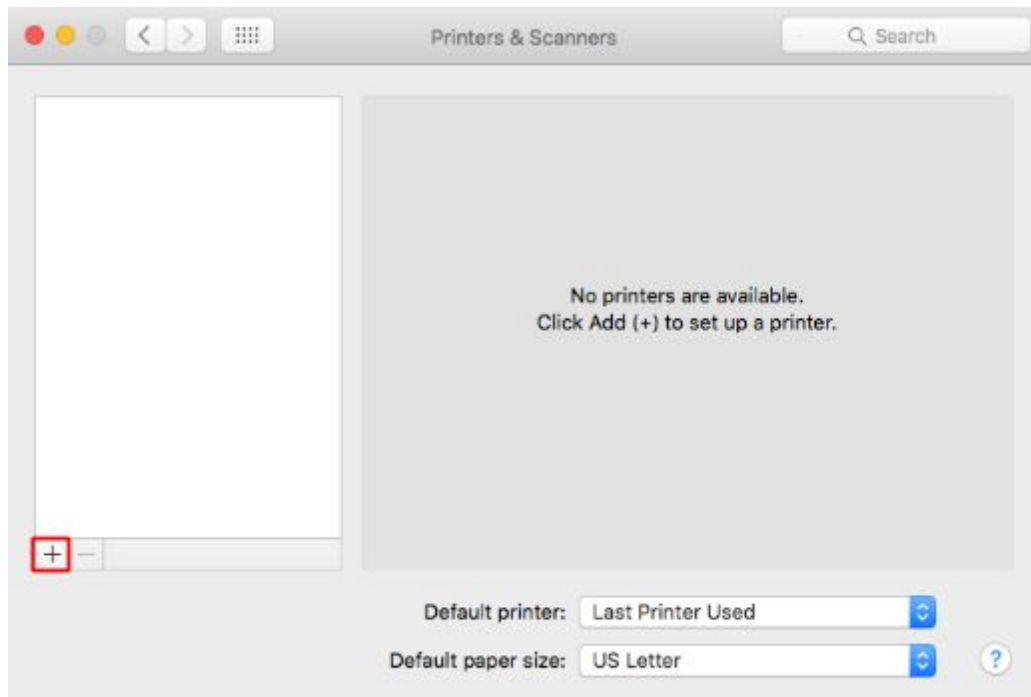 Printers & Scanners
Search
No printers are available.
Click Add (+) to set up a printer.
+ −
Default printer: Last Printer Used
Default paper size: US Letter
?